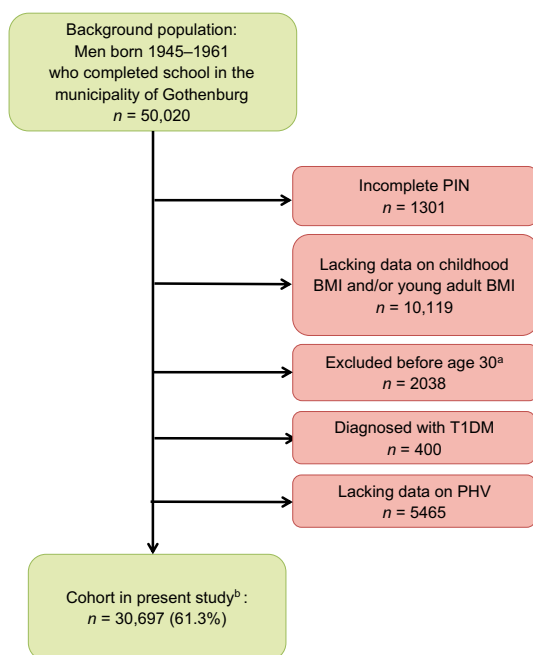 Background population:
Men born 1945–1961
who completed school in the
municipality of Gothenburg
n = 50,020
Incomplete PIN
n = 1301
Lacking data on childhood
BMI and/or young adult BMI
n = 10,119
Excluded before age 30ᵃ
n = 2038
Diagnosed with T1DM
n = 400
Lacking data on PHV
n = 5465
Cohort in present studyᵇ :
n = 30,697 (61.3%)